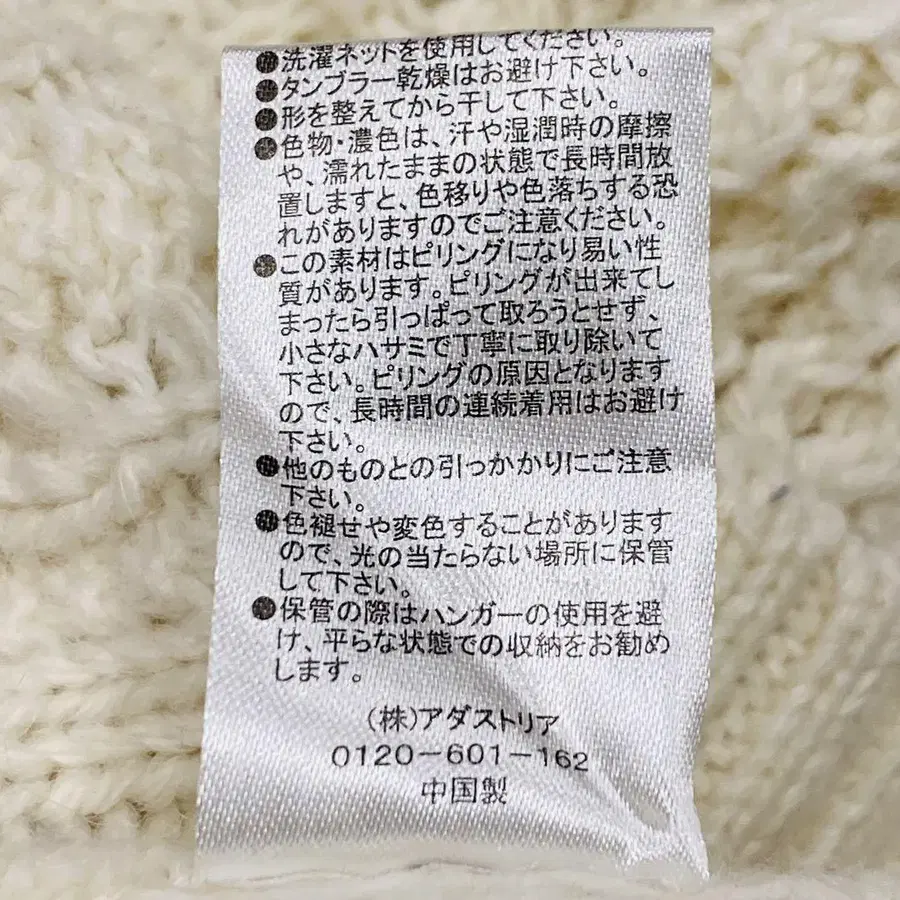 ●洗濯ネットを使用してください。
●タンブラー乾燥はお避け下さい。
●形を整えてから干して下さい。
●色物・濃色は、汗や湿潤時の摩擦
や、濡れたままの状態で長時間放
置しますと、色移りや色落ちする恐
れがありますのでご注意ください。
●この素材はピリングになり易い性
質があります。ピリングが出来てし
まったら引っぱって取ろうとせず、
小さなハサミで丁寧に取り除いて
下さい。ピリングの原因となります
ので、長時間の連続着用はお避け
下さい。
●他のものとの引っかかりにご注意
下さい。
●色褪せや変色することがあります
ので、光の当たらない場所に保管
して下さい。
●保管の際はハンガーの使用を避
け、平らな状態での収納をお勧め
します。
(株)アダストリア
0120-601-162
中国製